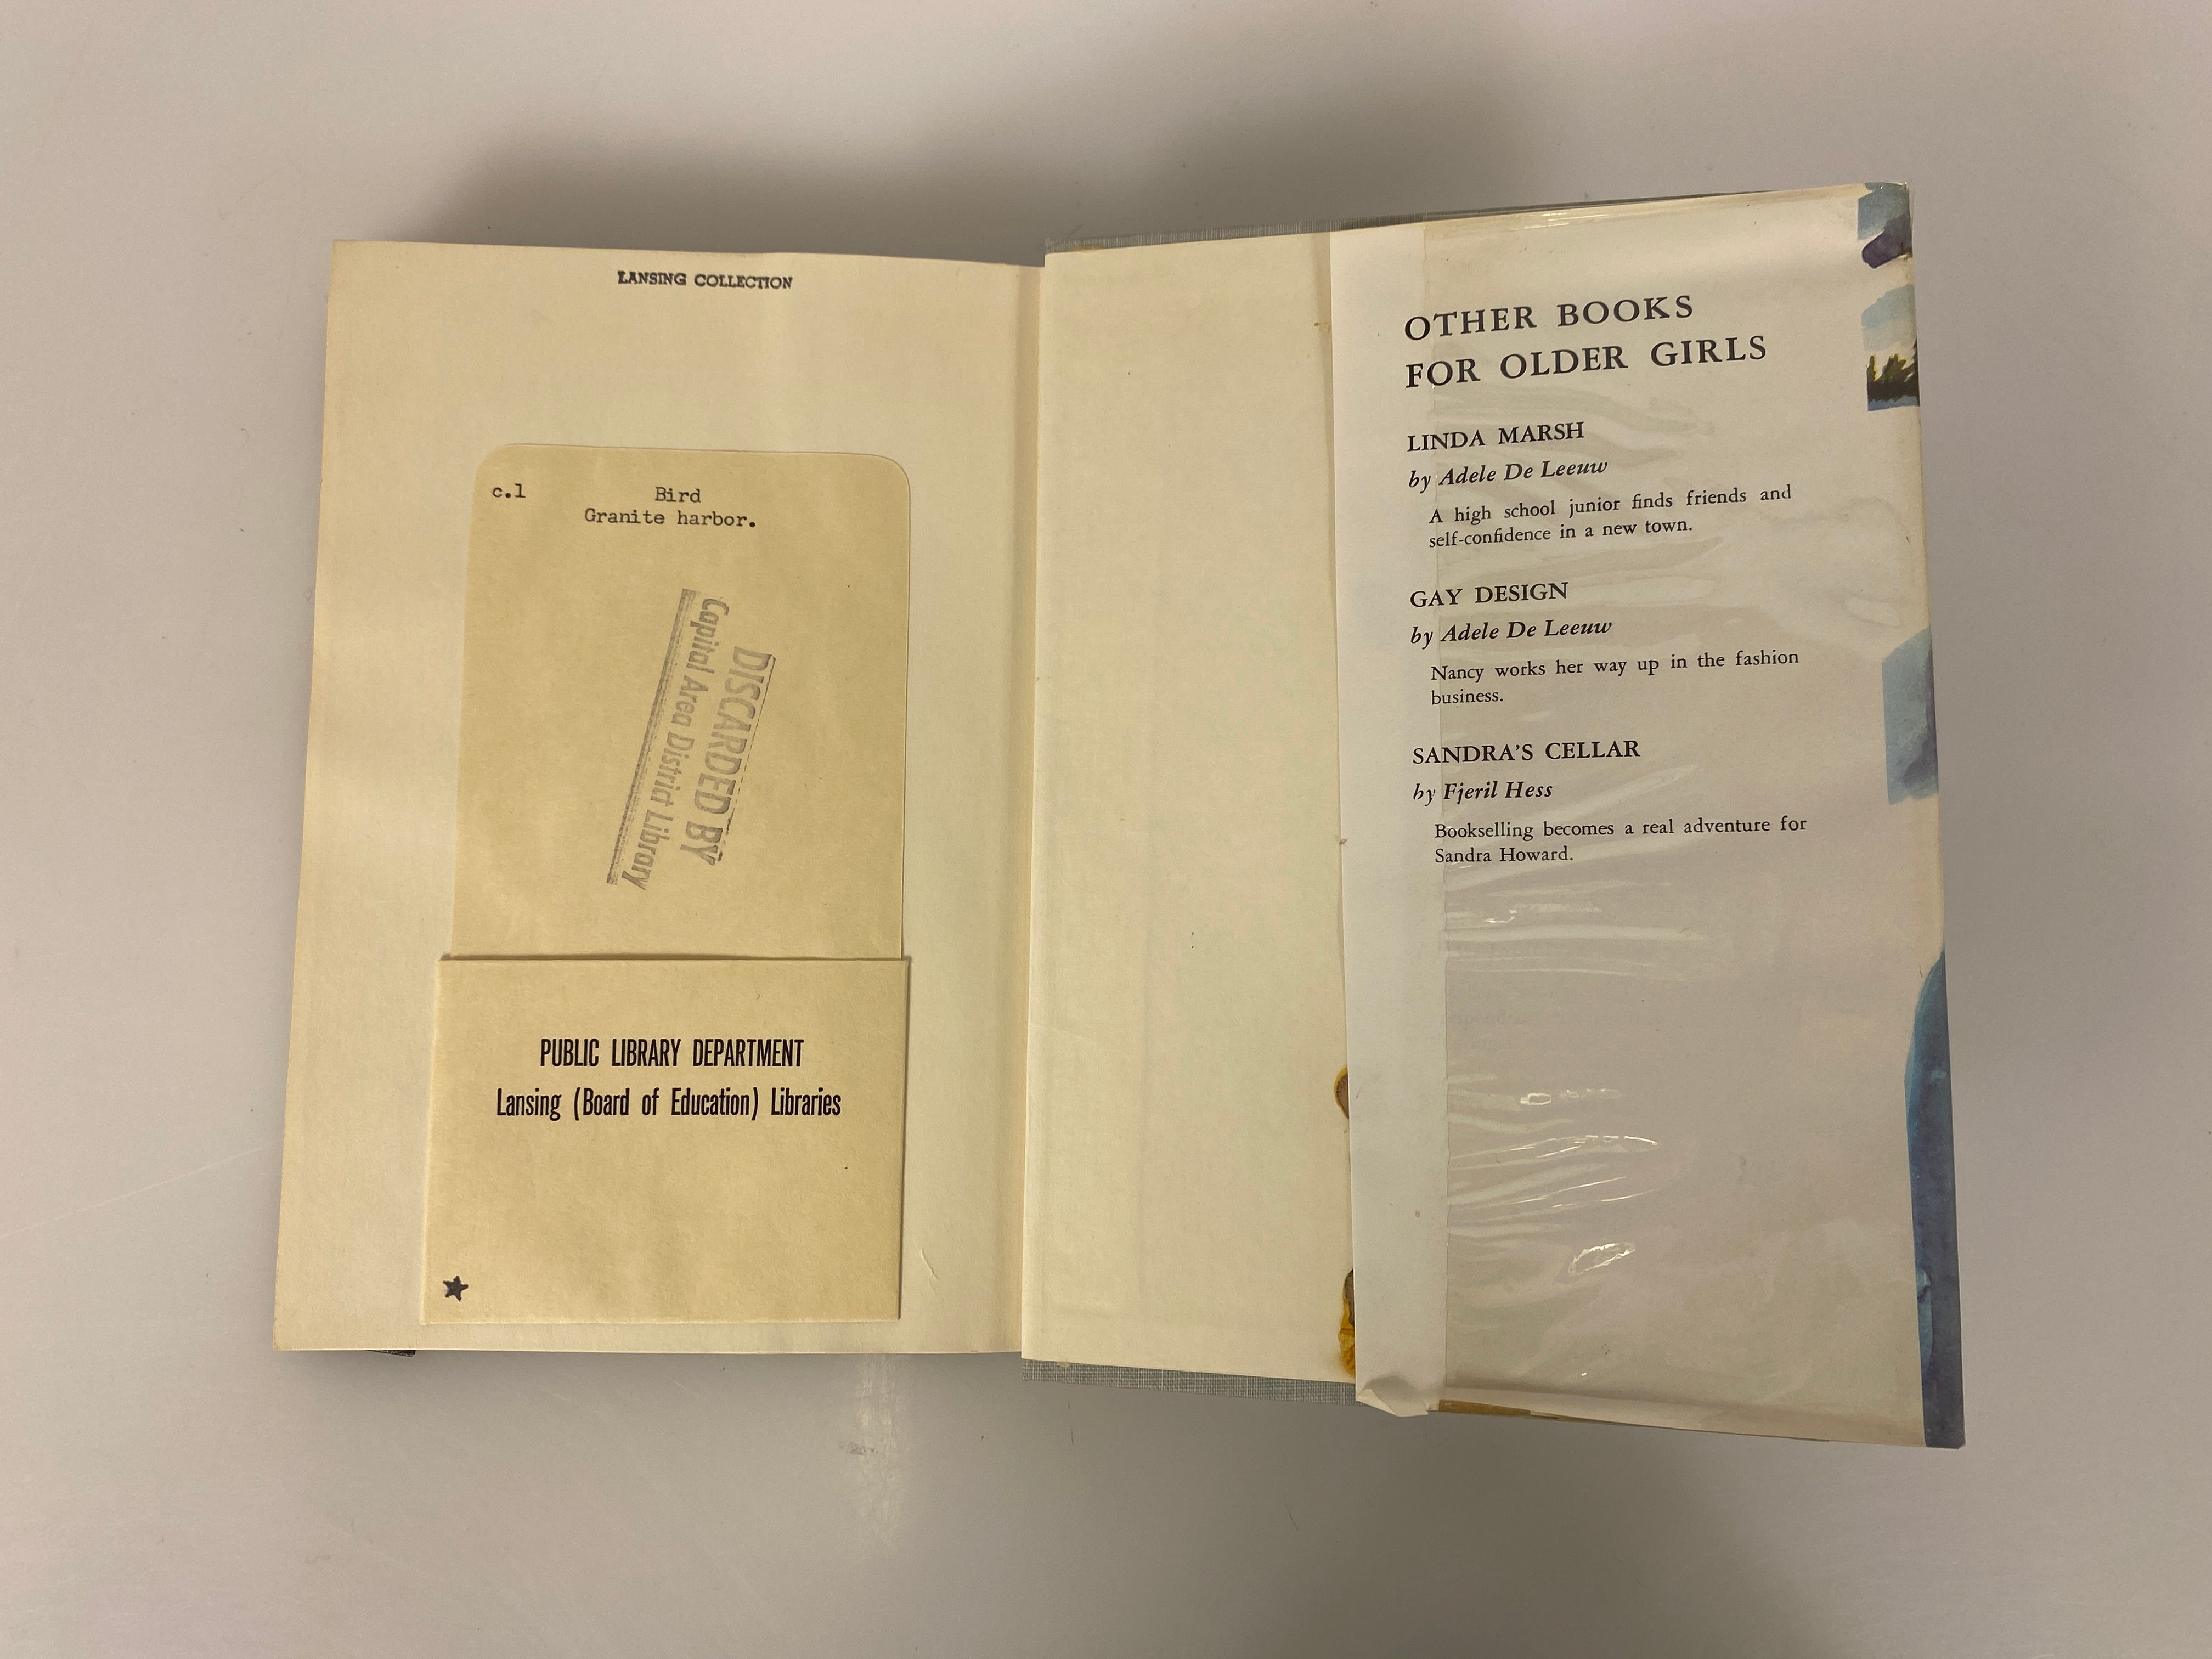 LANSING COLLECTION
c.1
Bird
Granite harbor.
DISCARDED BY
Capital Area District Library
PUBLIC LIBRARY DEPARTMENT
Lansing (Board of Education) Libraries
OTHER BOOKS
FOR OLDER GIRLS
LINDA MARSH
by Adele De Leeuw
A high school junior finds friends and
self-confidence in a new town.
GAY DESIGN
by Adele De Leeuw
Nancy works her way up in the fashion
business.
SANDRA'S CELLAR
by Fjeril Hess
Bookselling becomes a real adventure for
Sandra Howard.